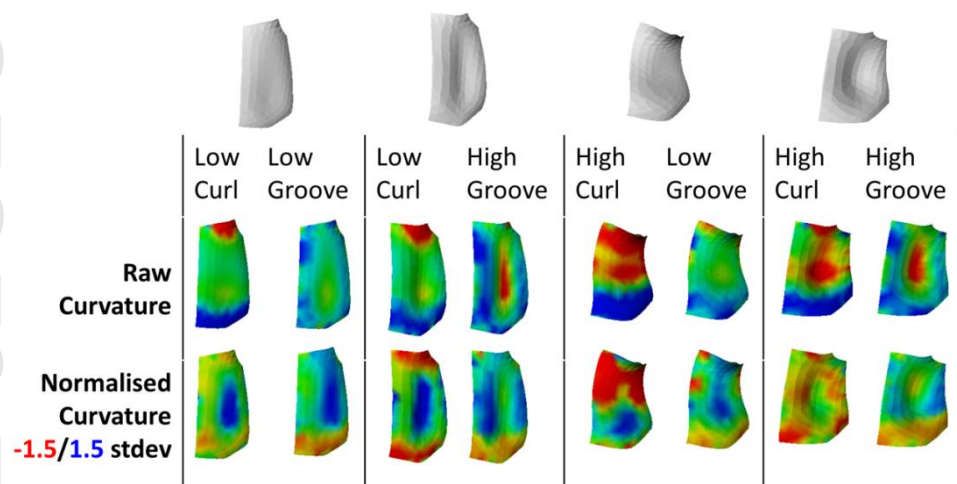 Low Low Low High High Low High High
Curl Groove Curl Groove Curl Groove Curl Groove
Raw
Curvature
Normalised
Curvature
-1.5/1.5 stdev